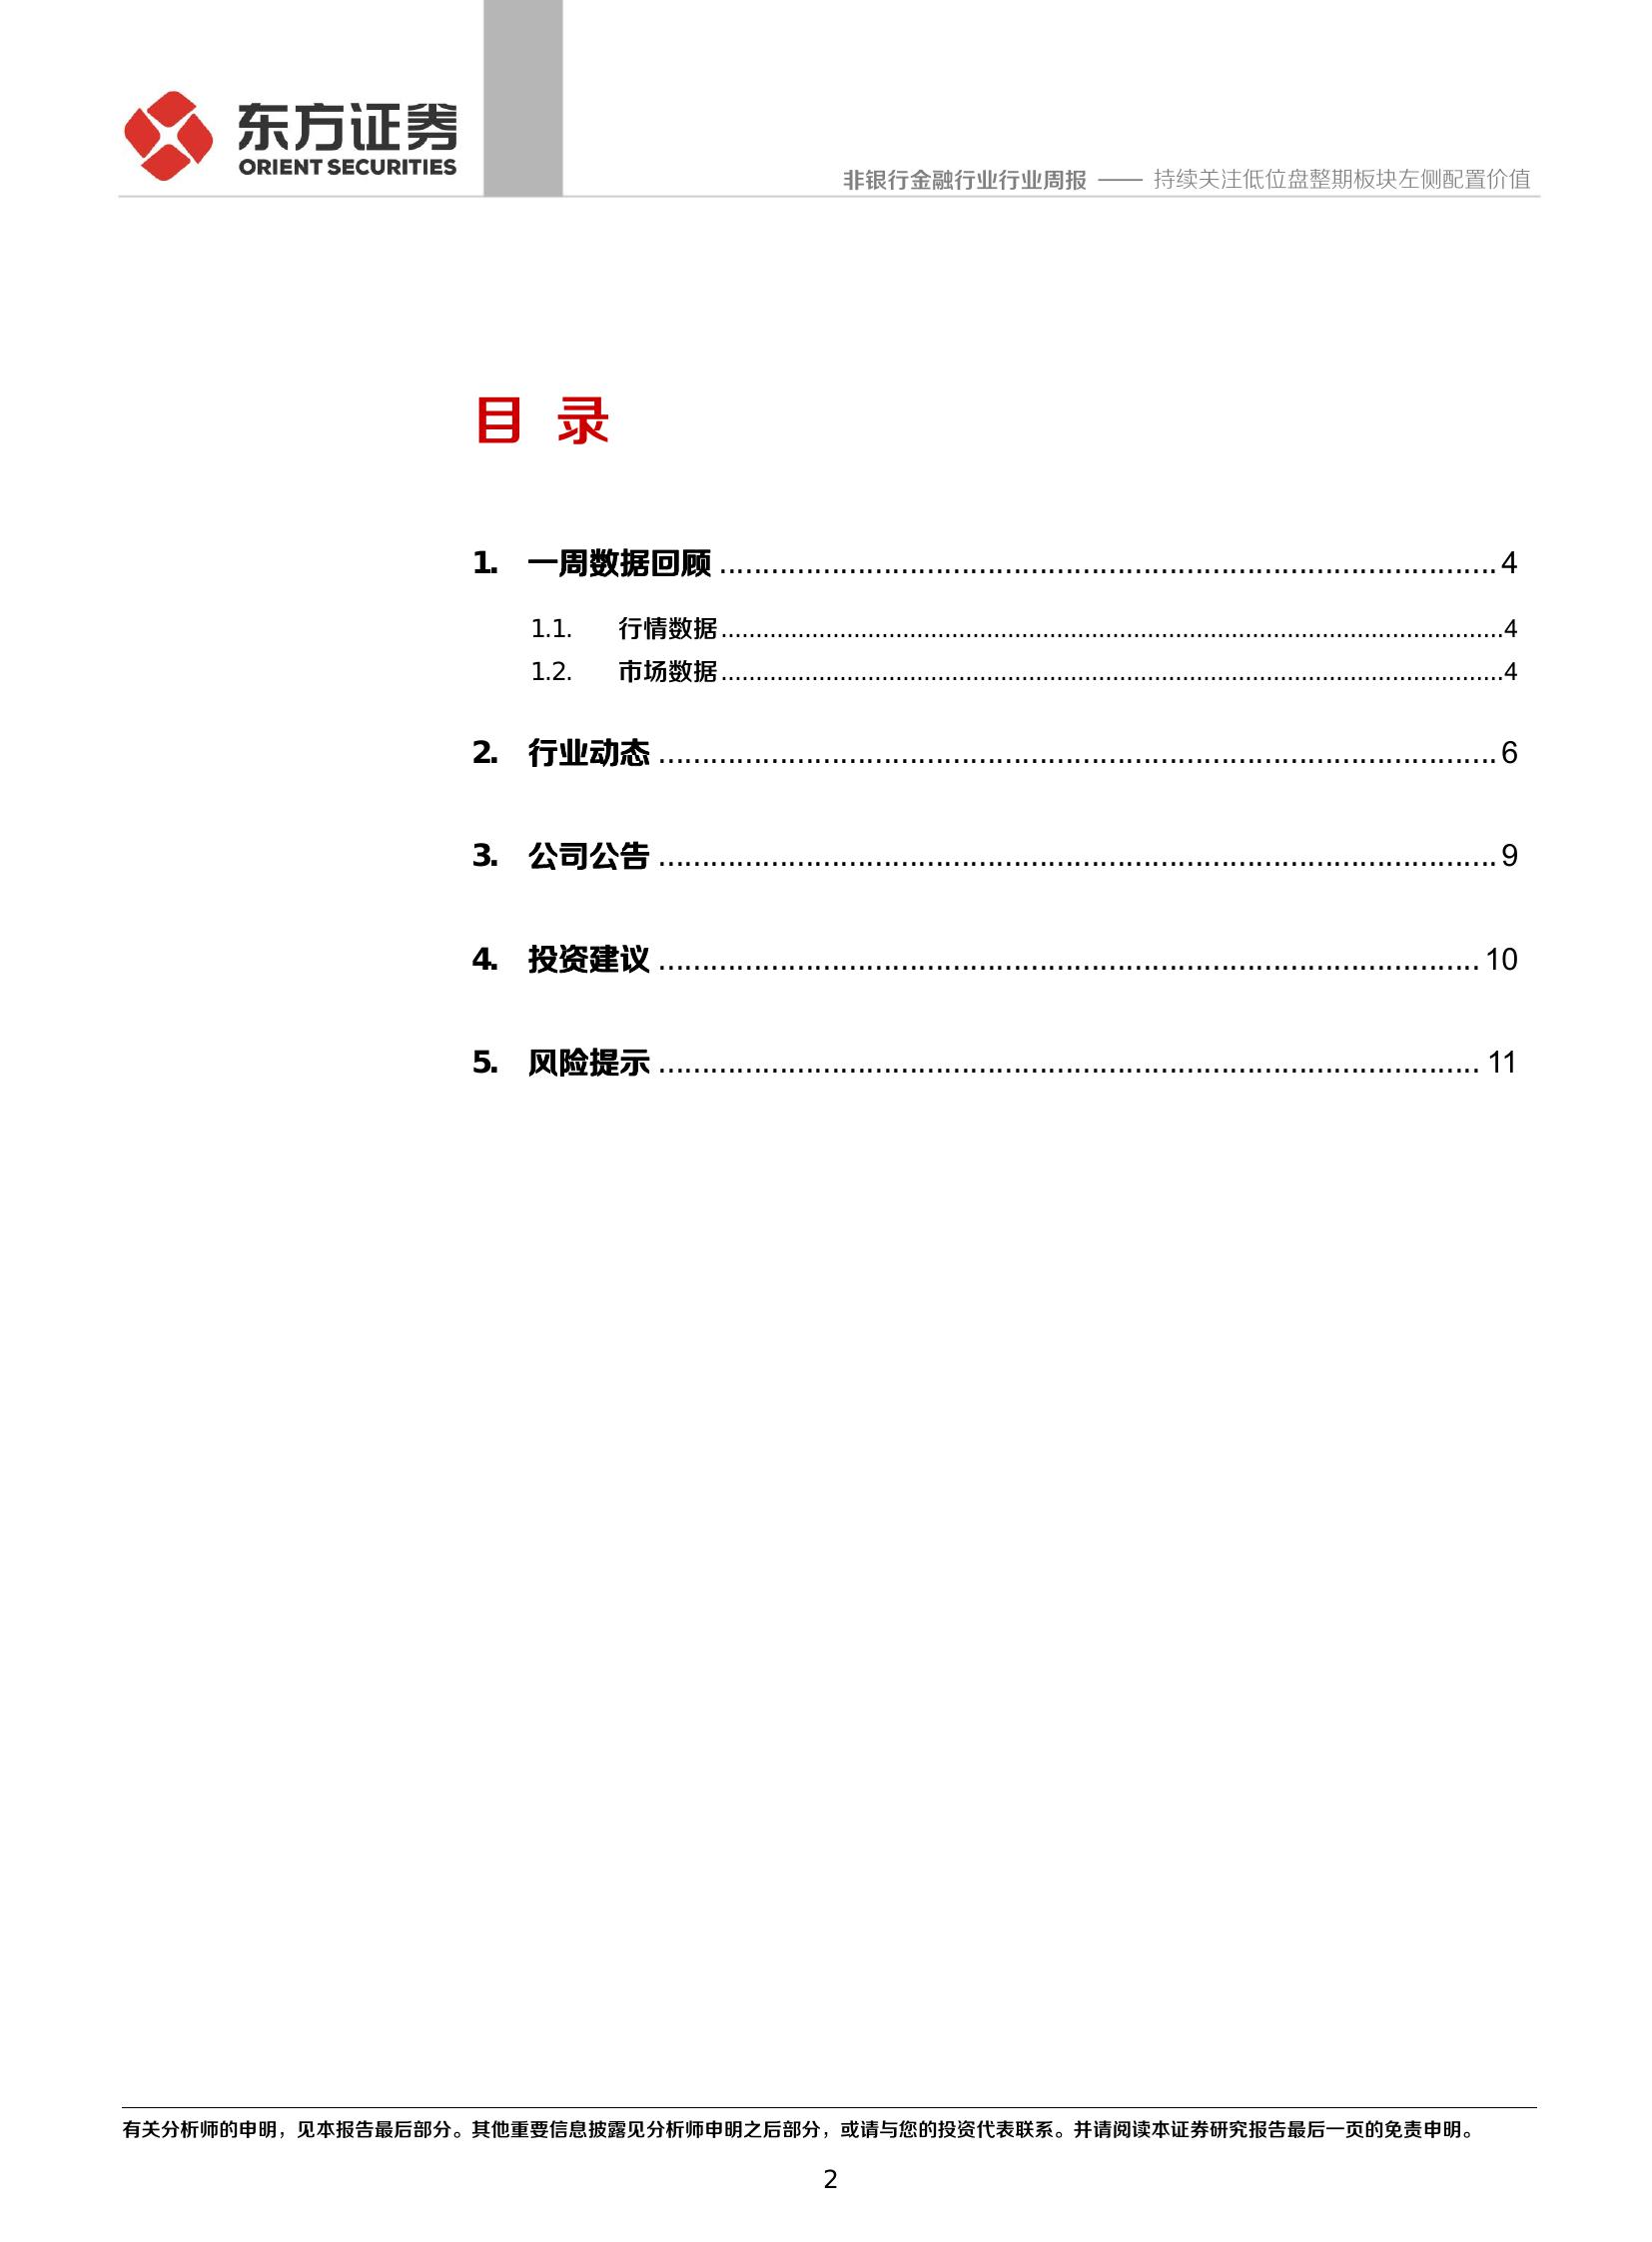 东方证券
ORIENT SECURITIES
非银行金融行业行业周报 —— 持续关注低位盘整期板块左侧配置价值
目 录
1. 一周数据回顾 ........................................................................................ 4
1.1. 行情数据 ........................................................................................ 4
1.2. 市场数据 ........................................................................................ 4
2. 行业动态 ........................................................................................ 6
3. 公司公告 ........................................................................................ 9
4. 投资建议 ........................................................................................ 10
5. 风险提示 ........................................................................................ 11
有关分析师的申明，见本报告最后部分。其他重要信息披露见分析师申明之后部分，或请与您的投资代表联系。并请阅读本证券研究报告最后一页的免责申明。
2